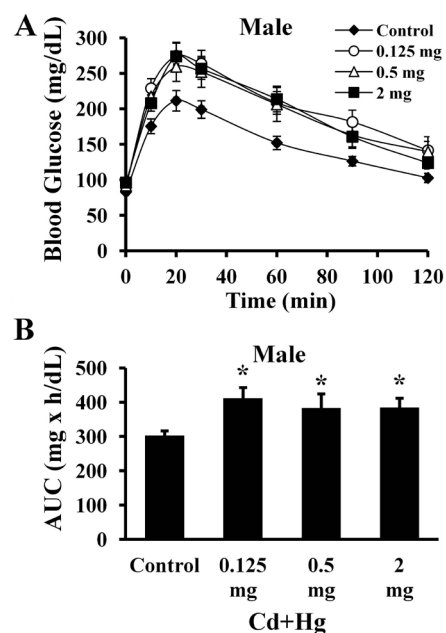 A
Male
Control
0.125 mg
0.5 mg
2 mg
Blood Glucose (mg/dL)
300
250
200
150
100
50
0
0 20 40 60 80 100 120
Time (min)
B
Male
AUC (mg x h/dL)
500
400
300
200
100
0
* * *
Control 0.125 0.5 2
mg mg mg
Cd+Hg